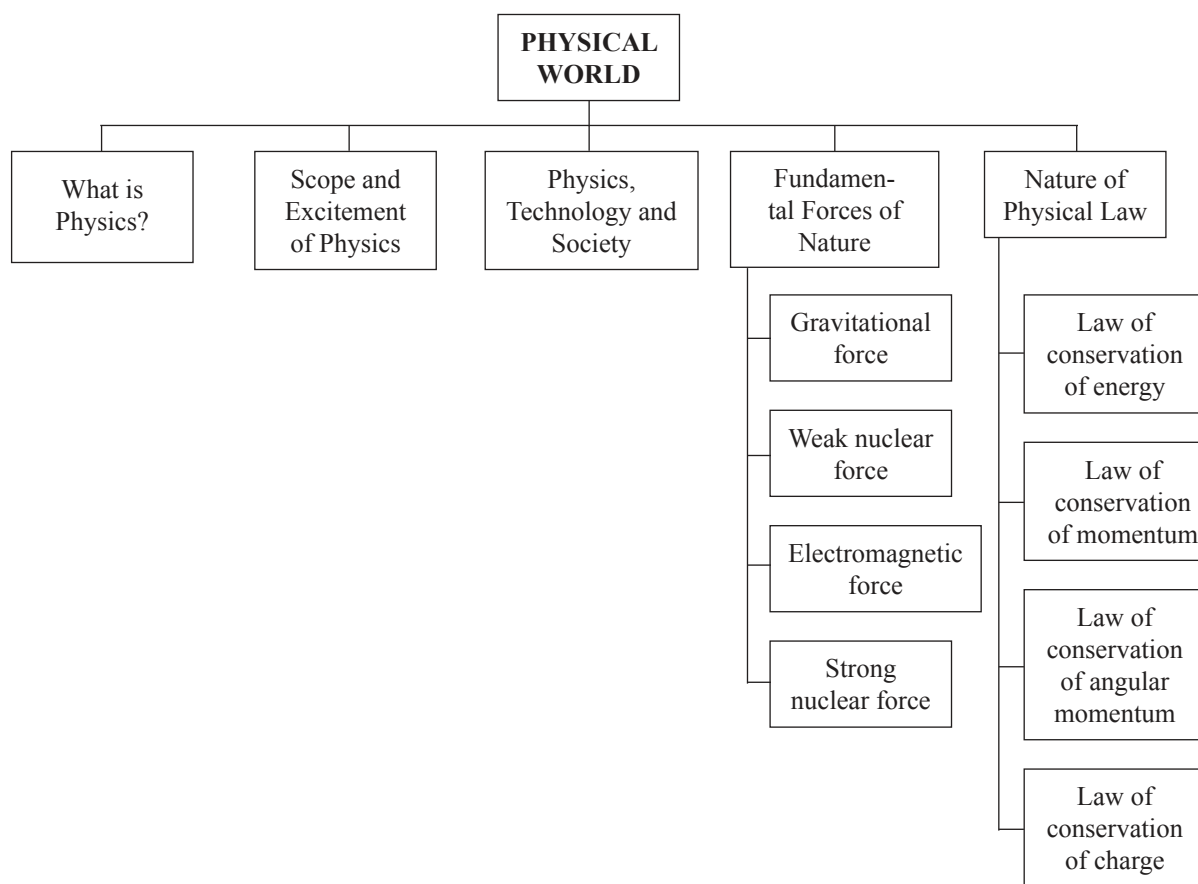 PHYSICAL
WORLD
What is
Physics?
Scope and
Excitement
of Physics
Physics,
Technology and
Society
Fundamen-
tal Forces of
Nature
Nature of
Physical Law
Gravitational
force
Weak nuclear
force
Electromagnetic
force
Strong
nuclear force
Law of
conservation
of energy
Law of
conservation
of momentum
Law of
conservation
of angular
momentum
Law of
conservation
of charge